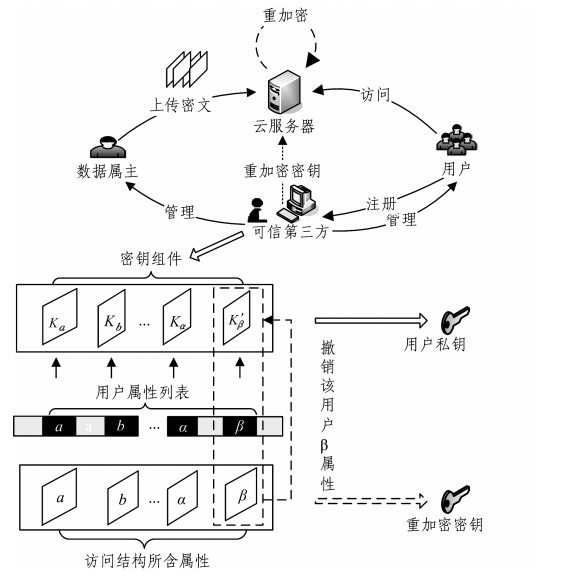 重加密
上传密文
访问
云服务器
数据属主
重加密密钥
用户
管理
注册
管理
可信第三方
密钥组件
Ka
Kb
...
Kα
K′β
用户私钥
用户属性列表
a
a
b
...
α
β
撤销该用户β属性
a
b
...
α
β
重加密密钥
访问结构所含属性